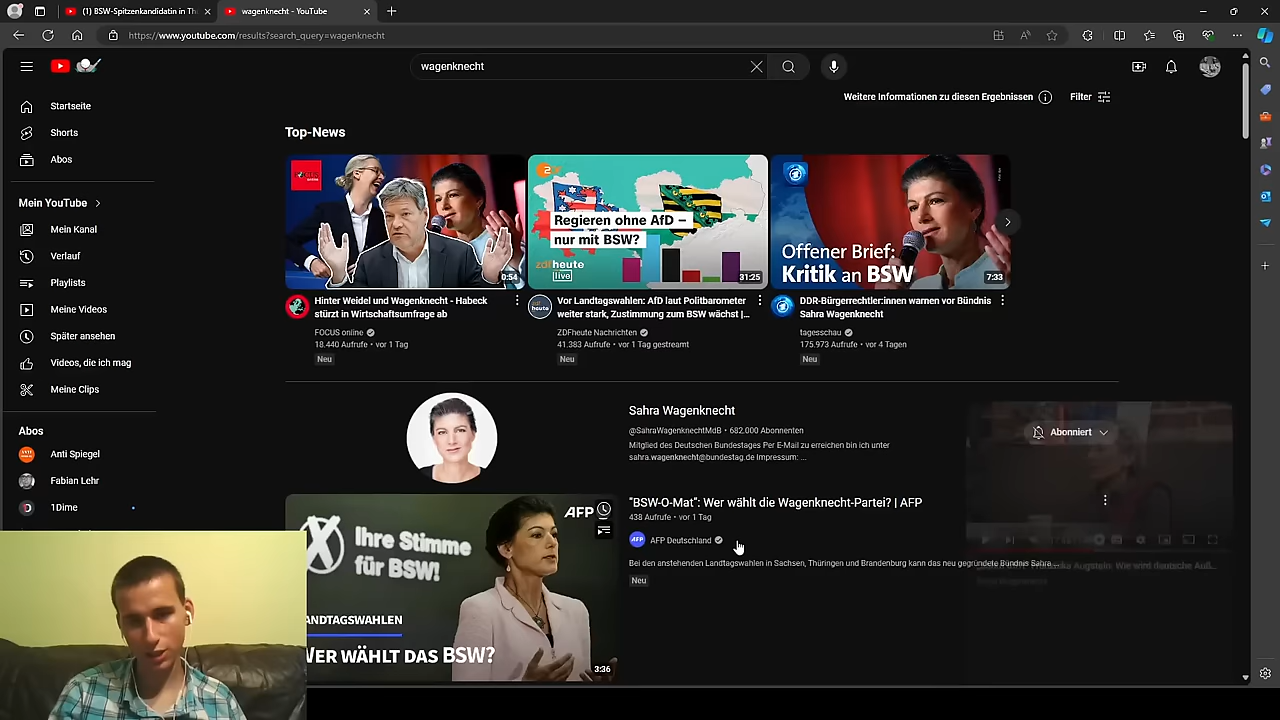 (1) BSW-Spitzenkandidatin in Th
wagenknecht - YouTube
https://www.youtube.com/results?search_query=wagenknecht
wagenknecht
Weitere Informationen zu diesen Ergebnissen
Filter
Startseite
Shorts
Abos
Mein YouTube
Mein Kanal
Verlauf
Playlists
Meine Videos
Später ansehen
Videos, die ich mag
Meine Clips
Abos
Anti Spiegel
Fabian Lehr
1Dime
Top-News
0:54
Hinter Weidel und Wagenknecht - Habeck
stürzt in Wirtschaftsumfrage ab
FOCUS online
18.440 Aufrufe • vor 1 Tag
Neu
Regieren ohne AfD –
nur mit BSW?
zdfheute
live
31:25
Vor Landtagswahlen: AfD laut Politbarometer
weiter stark, Zustimmung zum BSW wächst |...
ZDFheute Nachrichten
41.383 Aufrufe • vor 1 Tag gestreamt
Neu
Offener Brief:
Kritik an BSW
7:33
DDR-Bürgerrechtler:innen warnen vor Bündnis
Sahra Wagenknecht
tagesschau
175.973 Aufrufe • vor 4 Tagen
Neu
Sahra Wagenknecht
@SahraWagenknechtMdB • 682.000 Abonnenten
Mitglied des Deutschen Bundestages Per E-Mail zu erreichen bin ich unter
sahra.wagenknecht@bundestag.de Impressum: ...
Abonniert
AFP
Ihre Stimme
für BSW!
ANDTAGSWAHLEN
WER WÄHLT DAS BSW?
3:36
"BSW-O-Mat": Wer wählt die Wagenknecht-Partei? | AFP
438 Aufrufe • vor 1 Tag
AFP Deutschland
Bei den anstehenden Landtagswahlen in Sachsen, Thüringen und Brandenburg kann das neu gegründete Bündnis Sahra...
Neu
Augstein: Wie wird deutsche Auß...